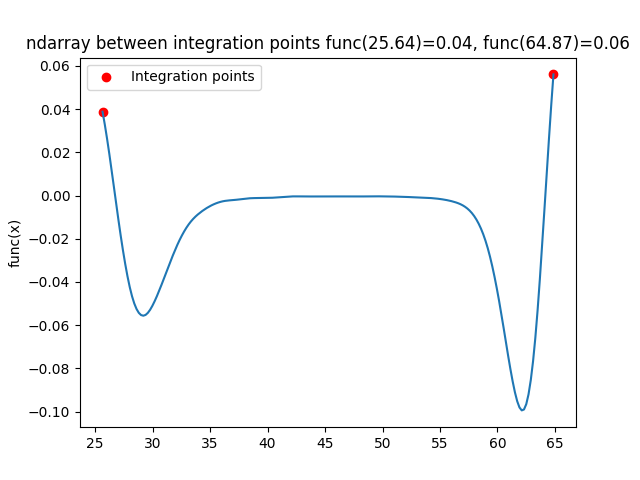 ndarray between integration points func(25.64)=0.04, func(64.87)=0.06
Integration points
func(x)
0.06
0.04
0.02
0.00
−0.02
−0.04
−0.06
−0.08
−0.10
25 30 35 40 45 50 55 60 65